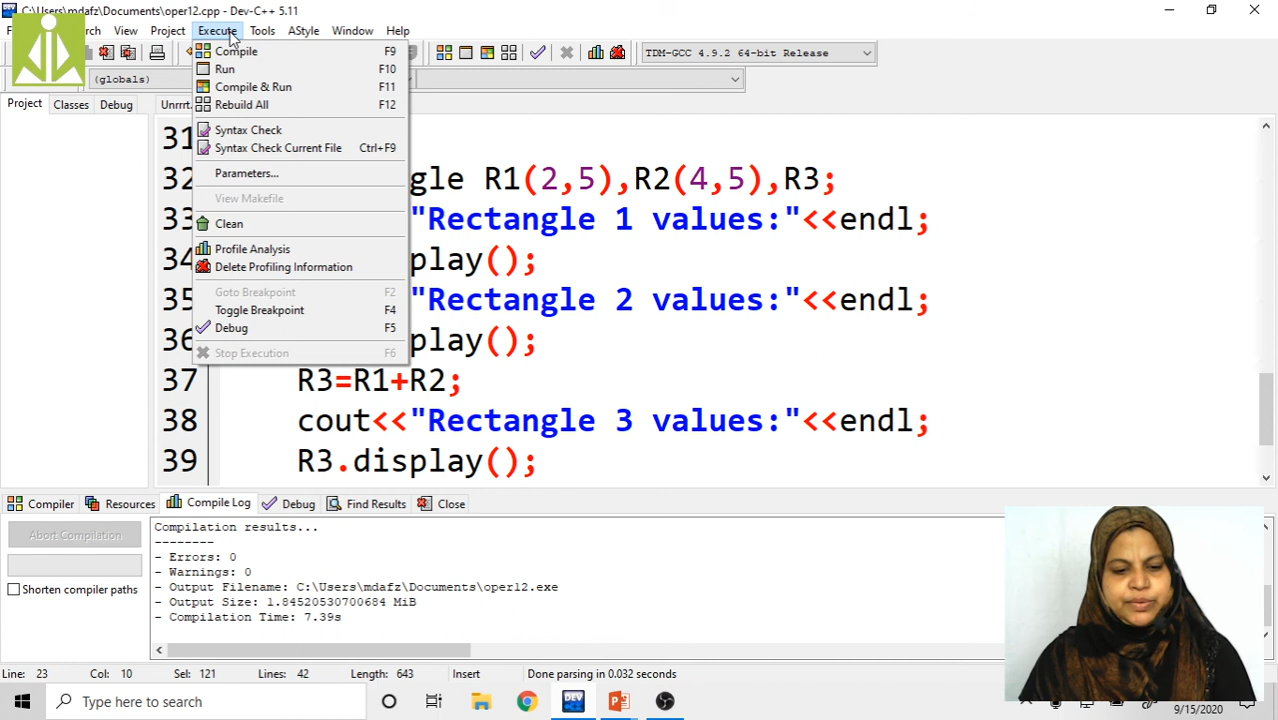 C:\Users\mdafz\Documents\oper12.cpp - Dev-C++ 5.11
View Project Execute Tools AStyle Window Help
TDM-GCC 4.9.2 64-bit Release
(globals)
Project Classes Debug
Compile F9
Run F10
Compile & Run F11
Rebuild All F12
Syntax Check
Syntax Check Current File Ctrl+F9
Parameters...
View Makefile
Clean
Profile Analysis
Delete Profiling Information
Goto Breakpoint F2
Toggle Breakpoint F4
Debug F5
Stop Execution F6
31
32 gle R1(2,5),R2(4,5),R3;
33 "Rectangle 1 values:"<<endl;
34 play();
35 "Rectangle 2 values:"<<endl;
36 play();
37 R3=R1+R2;
38 cout<<"Rectangle 3 values:"<<endl;
39 R3.display();
Compiler Resources Compile Log Debug Find Results Close
Abort Compilation
Shorten compiler paths
Compilation results...
--------
- Errors: 0
- Warnings: 0
- Output Filename: C:\Users\mdafz\Documents\oper12.exe
- Output Size: 1.84520530700684 MiB
- Compilation Time: 7.39s
Line: 23 Col: 10 Sel: 121 Lines: 42 Length: 643 Insert Done parsing in 0.032 seconds
Type here to search
DEV
9/15/2020